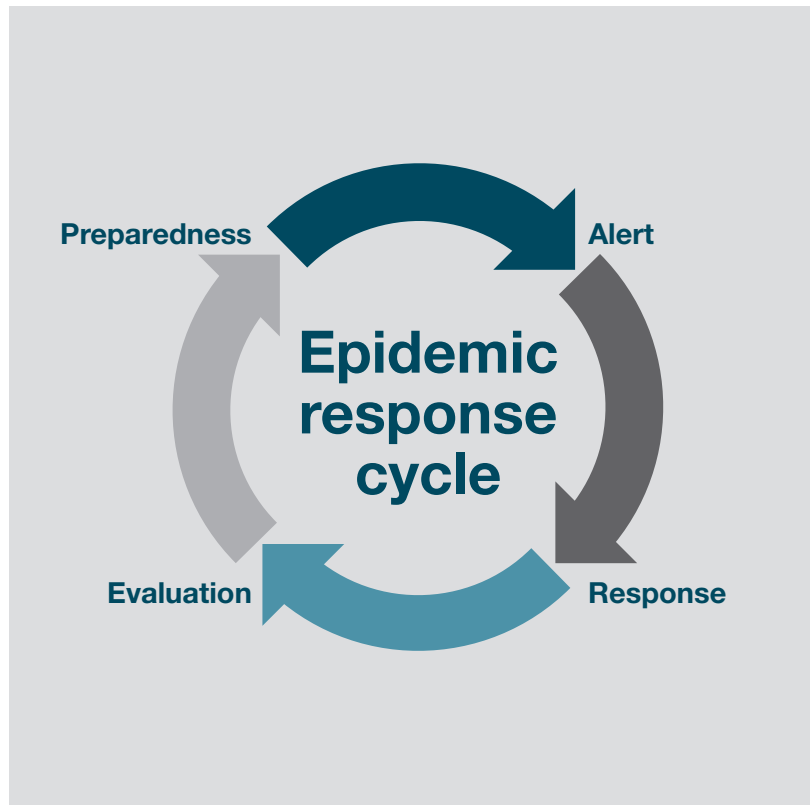 Preparedness
Alert
Epidemic
response
cycle
Evaluation
Response